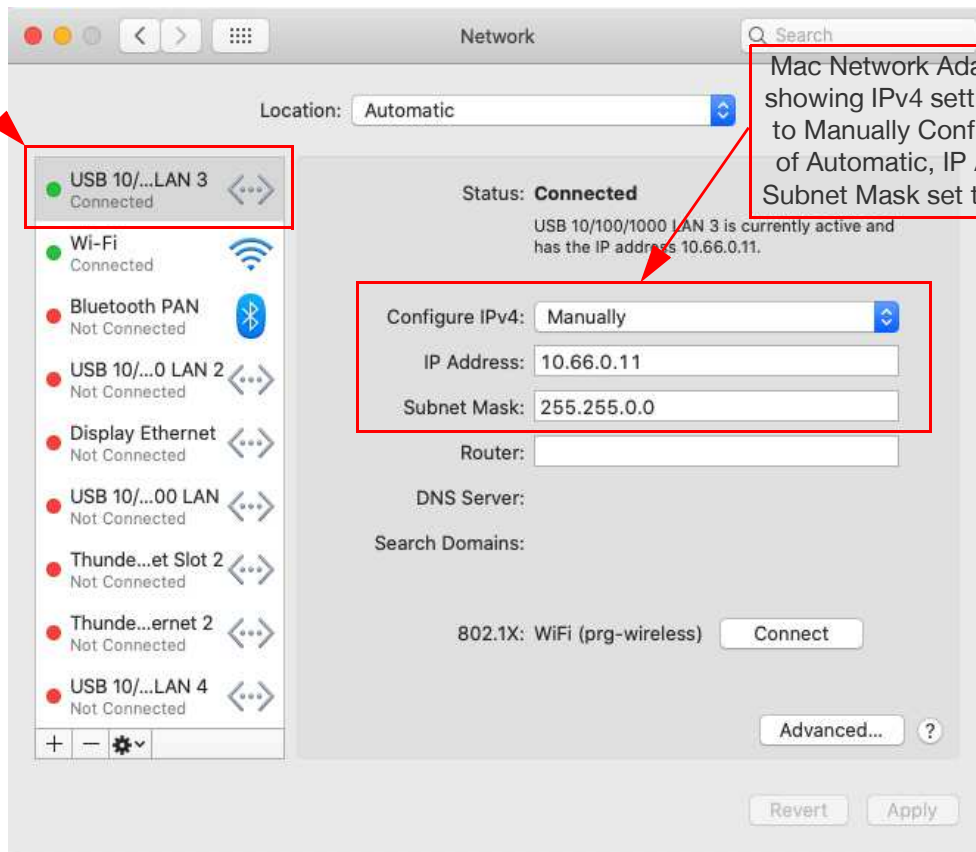 Network
Search
Mac Network Ada
showing IPv4 sett
to Manually Conf
of Automatic, IP
Subnet Mask set t
Location: Automatic
USB 10/...LAN 3
Connected
Wi-Fi
Connected
Bluetooth PAN
Not Connected
USB 10/...0 LAN 2
Not Connected
Display Ethernet
Not Connected
USB 10/...00 LAN
Not Connected
Thunde...et Slot 2
Not Connected
Thunde...ernet 2
Not Connected
USB 10/...LAN 4
Not Connected
Status: Connected
USB 10/100/1000 LAN 3 is currently active and
has the IP address 10.66.0.11.
Configure IPv4: Manually
IP Address: 10.66.0.11
Subnet Mask: 255.255.0.0
Router:
DNS Server:
Search Domains:
802.1X: WiFi (prg-wireless) Connect
Advanced... ?
Revert Apply